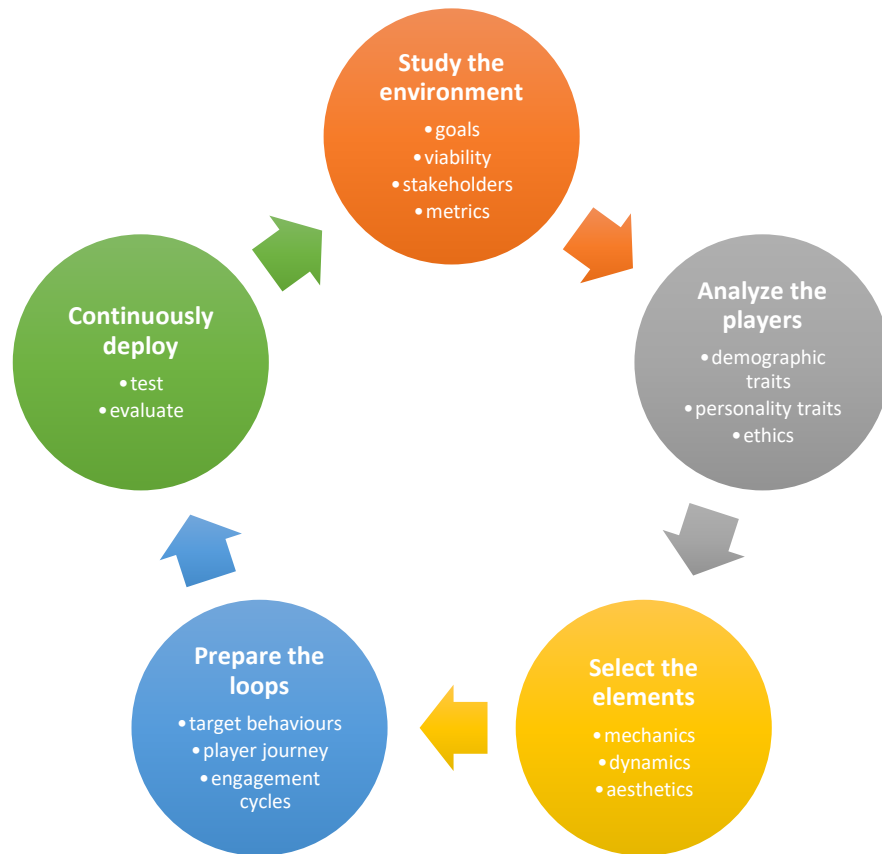 Study the
environment
• goals
• viability
• stakeholders
• metrics
Analyze the
players
• demographic
traits
• personality traits
• ethics
Select the
elements
• mechanics
• dynamics
• aesthetics
Prepare the
loops
• target behaviours
• player journey
• engagement
cycles
Continuously
deploy
• test
• evaluate